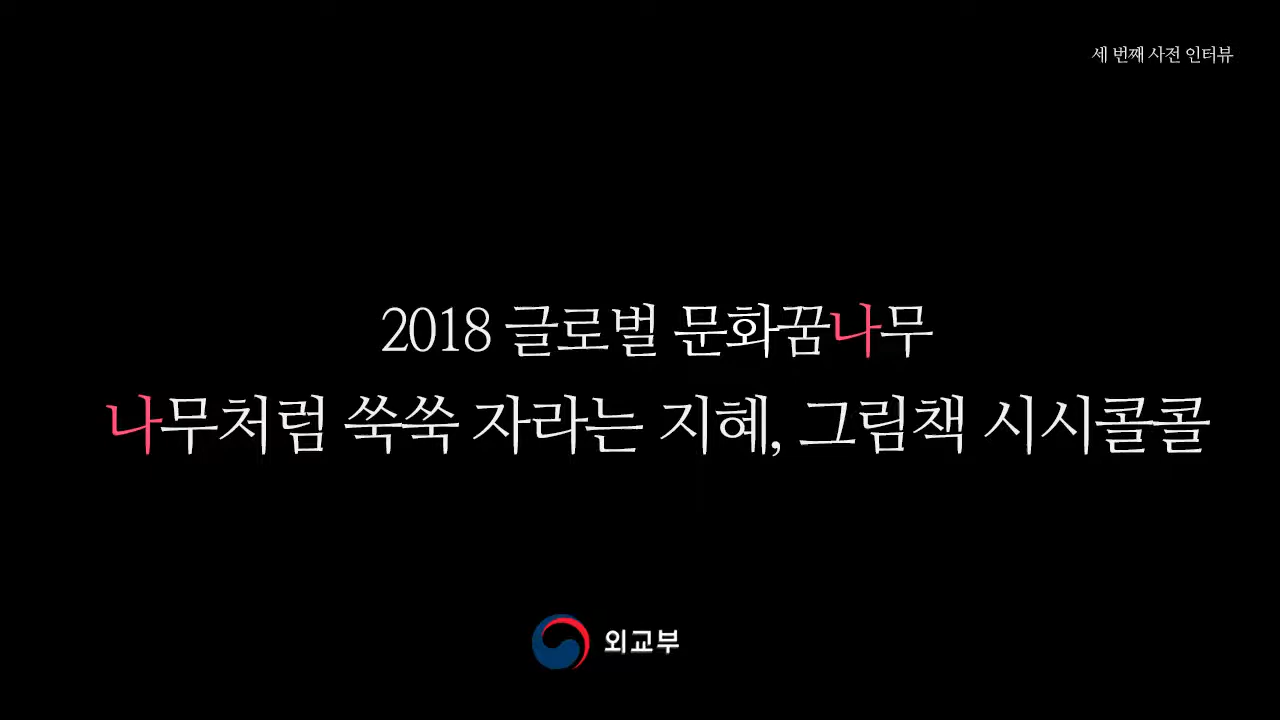 세 번째 사전 인터뷰
2018 글로벌 문화꿈나무
나무처럼 쑥쑥 자라는 지혜, 그림책 시시콜콜
외교부